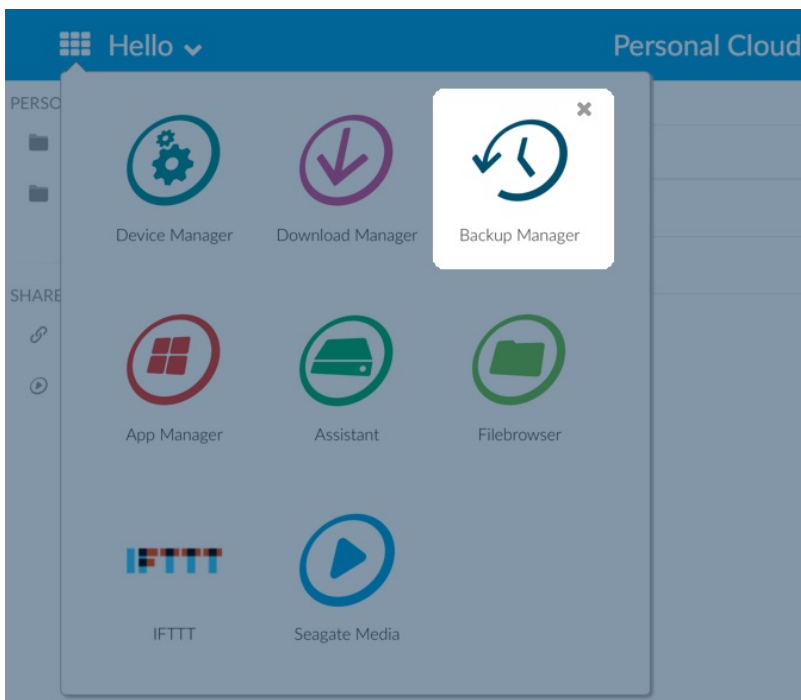 Hello
Personal Cloud
PERSO
Device Manager
Download Manager
Backup Manager
SHARE
App Manager
Assistant
Filebrowser
IFTTT
IFTTT
Seagate Media